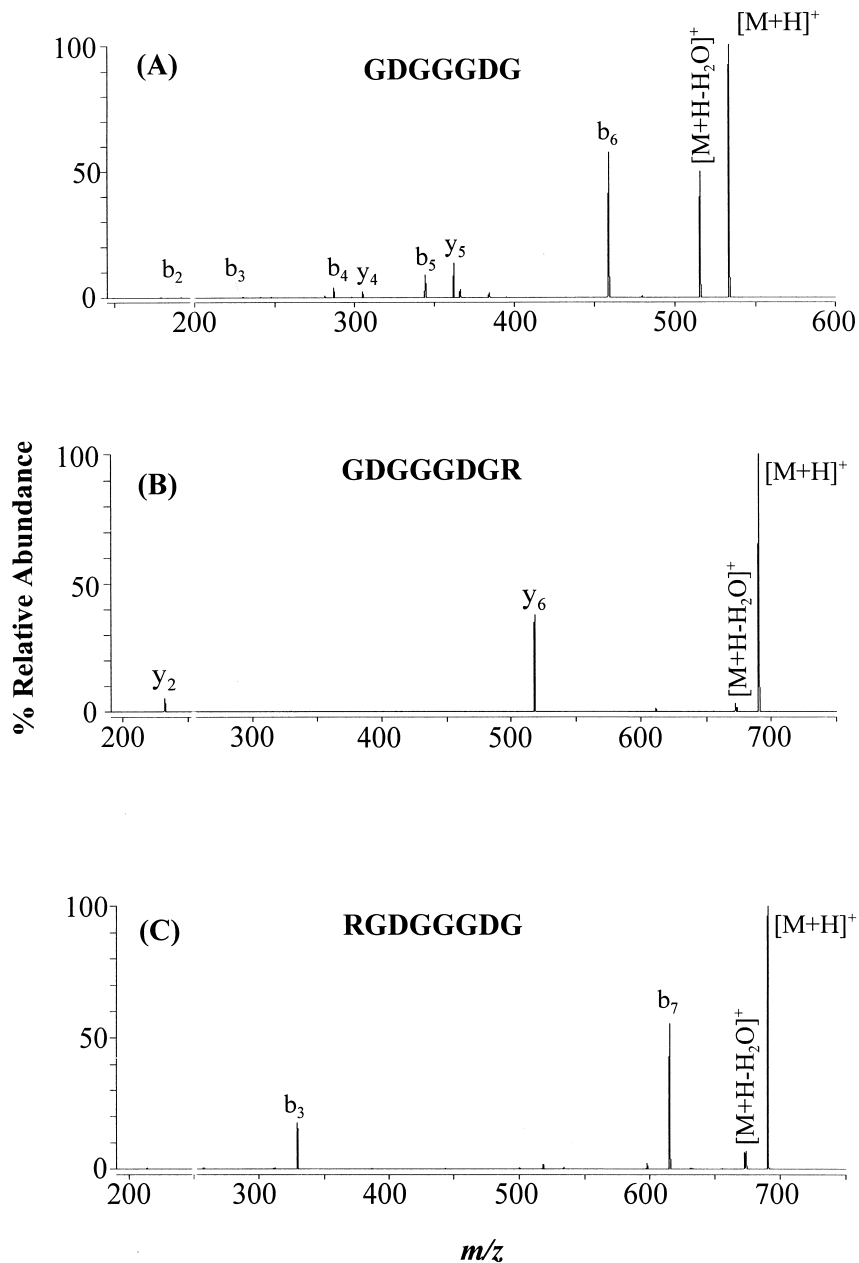 [M+H]+
[M+H-H2O]+
100
(A)
GDGGGDG
b6
50
b2
b3
b4
y4
b5
y5
0
200
300
400
500
600
% Relative Abundance
100
(B)
GDGGGDGR
[M+H]+
[M+H-H2O]+
50
y6
y2
0
200
300
400
500
600
700
100
(C)
RGDGGGDG
[M+H]+
[M+H-H2O]+
b7
50
b3
0
200
300
400
500
600
700
m/z